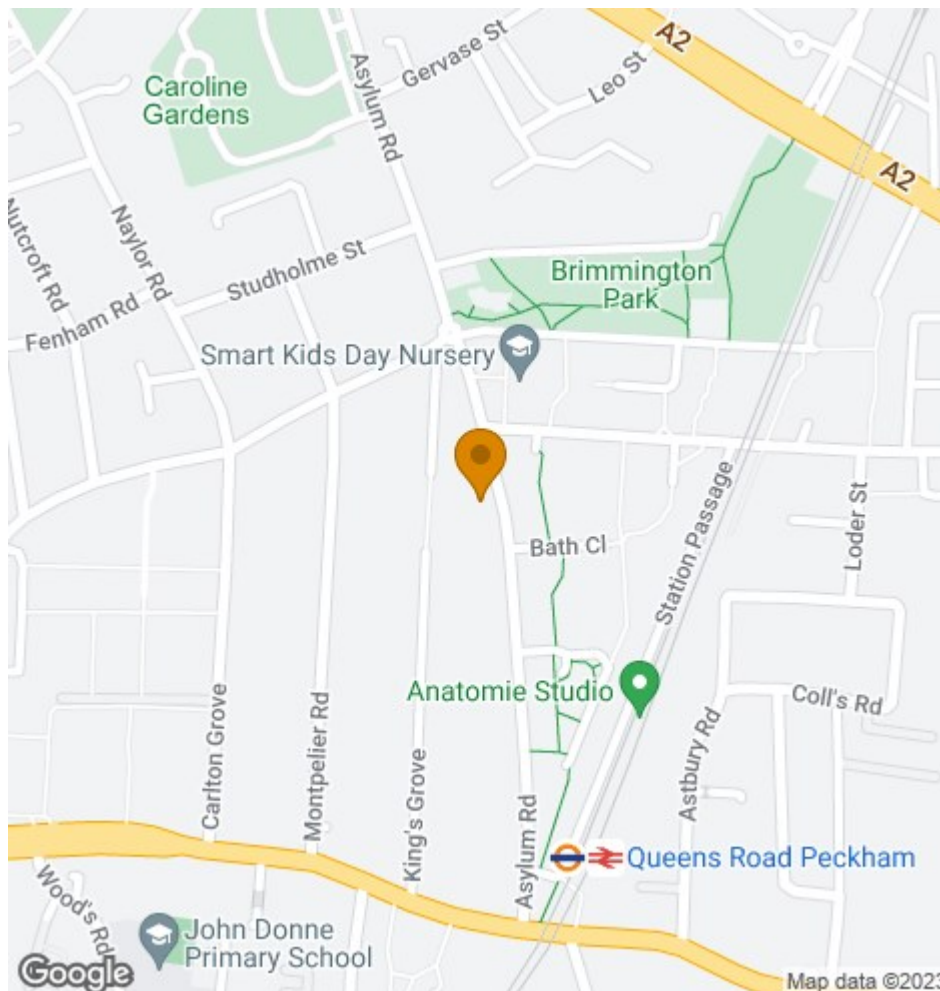 A2
Gervase St
Leo St
Asylum Rd
Caroline
Gardens
A2
Nutcroft Rd
Naylor Rd
Studholme St
Brimmington
Park
Fenham Rd
Smart Kids Day Nursery
Station Passage
Loder St
Bath Cl
Anatomie Studio
Coll's Rd
Astbury Rd
Carlton Grove
Montpelier Rd
King's Grove
Asylum Rd
Queens Road Peckham
Wood's Rd
John Donne
Primary School
Google
Map data ©2023